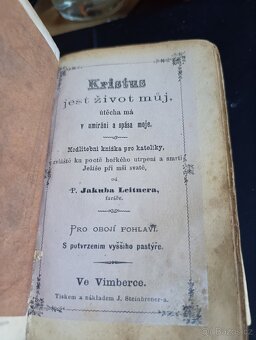 Kristus
jest život můj,
útěcha má
v umírání a spása moje.
Modlitební knížka pro katolíky,
zvláště ku poctě hořkého utrpení a smrti
Ježíše při mši svaté,
od
P. Jakuba Leitnera,
faráře.
PRO OBOJÍ POHLAVÍ.
S potvrzením vyššího pastýře.
Ve Vimberce.
Tiskem a nákladem J. Steinbrener-a.